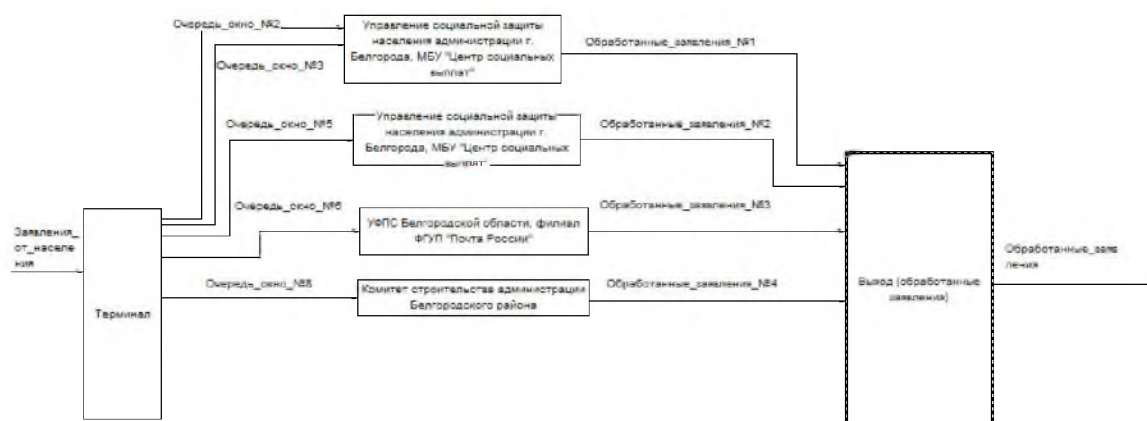 Очередь_окно_№2
Управление социальной защиты
населения администрации г.
Белгорода, МБУ "Центр социальных
выплат"
Обработанные_заявления_№1
Очередь_окно_№3
Очередь_окно_№5
Управление социальной защиты
населения администрации г.
Белгорода, МБУ "Центр социальных
выплат"
Обработанные_заявления_№2
Очередь_окно_№6
УФПС Белгородской области, филиал
ФГУП "Почта России"
Обработанные_заявления_№3
Заявления_
от_населе
ния
Терминал
Очередь_окно_№8
Комитет строительства администрации
Белгородского района
Обработанные_заявления_№4
Выход (обработанные
заявления)
Обработанные_заяв
ления